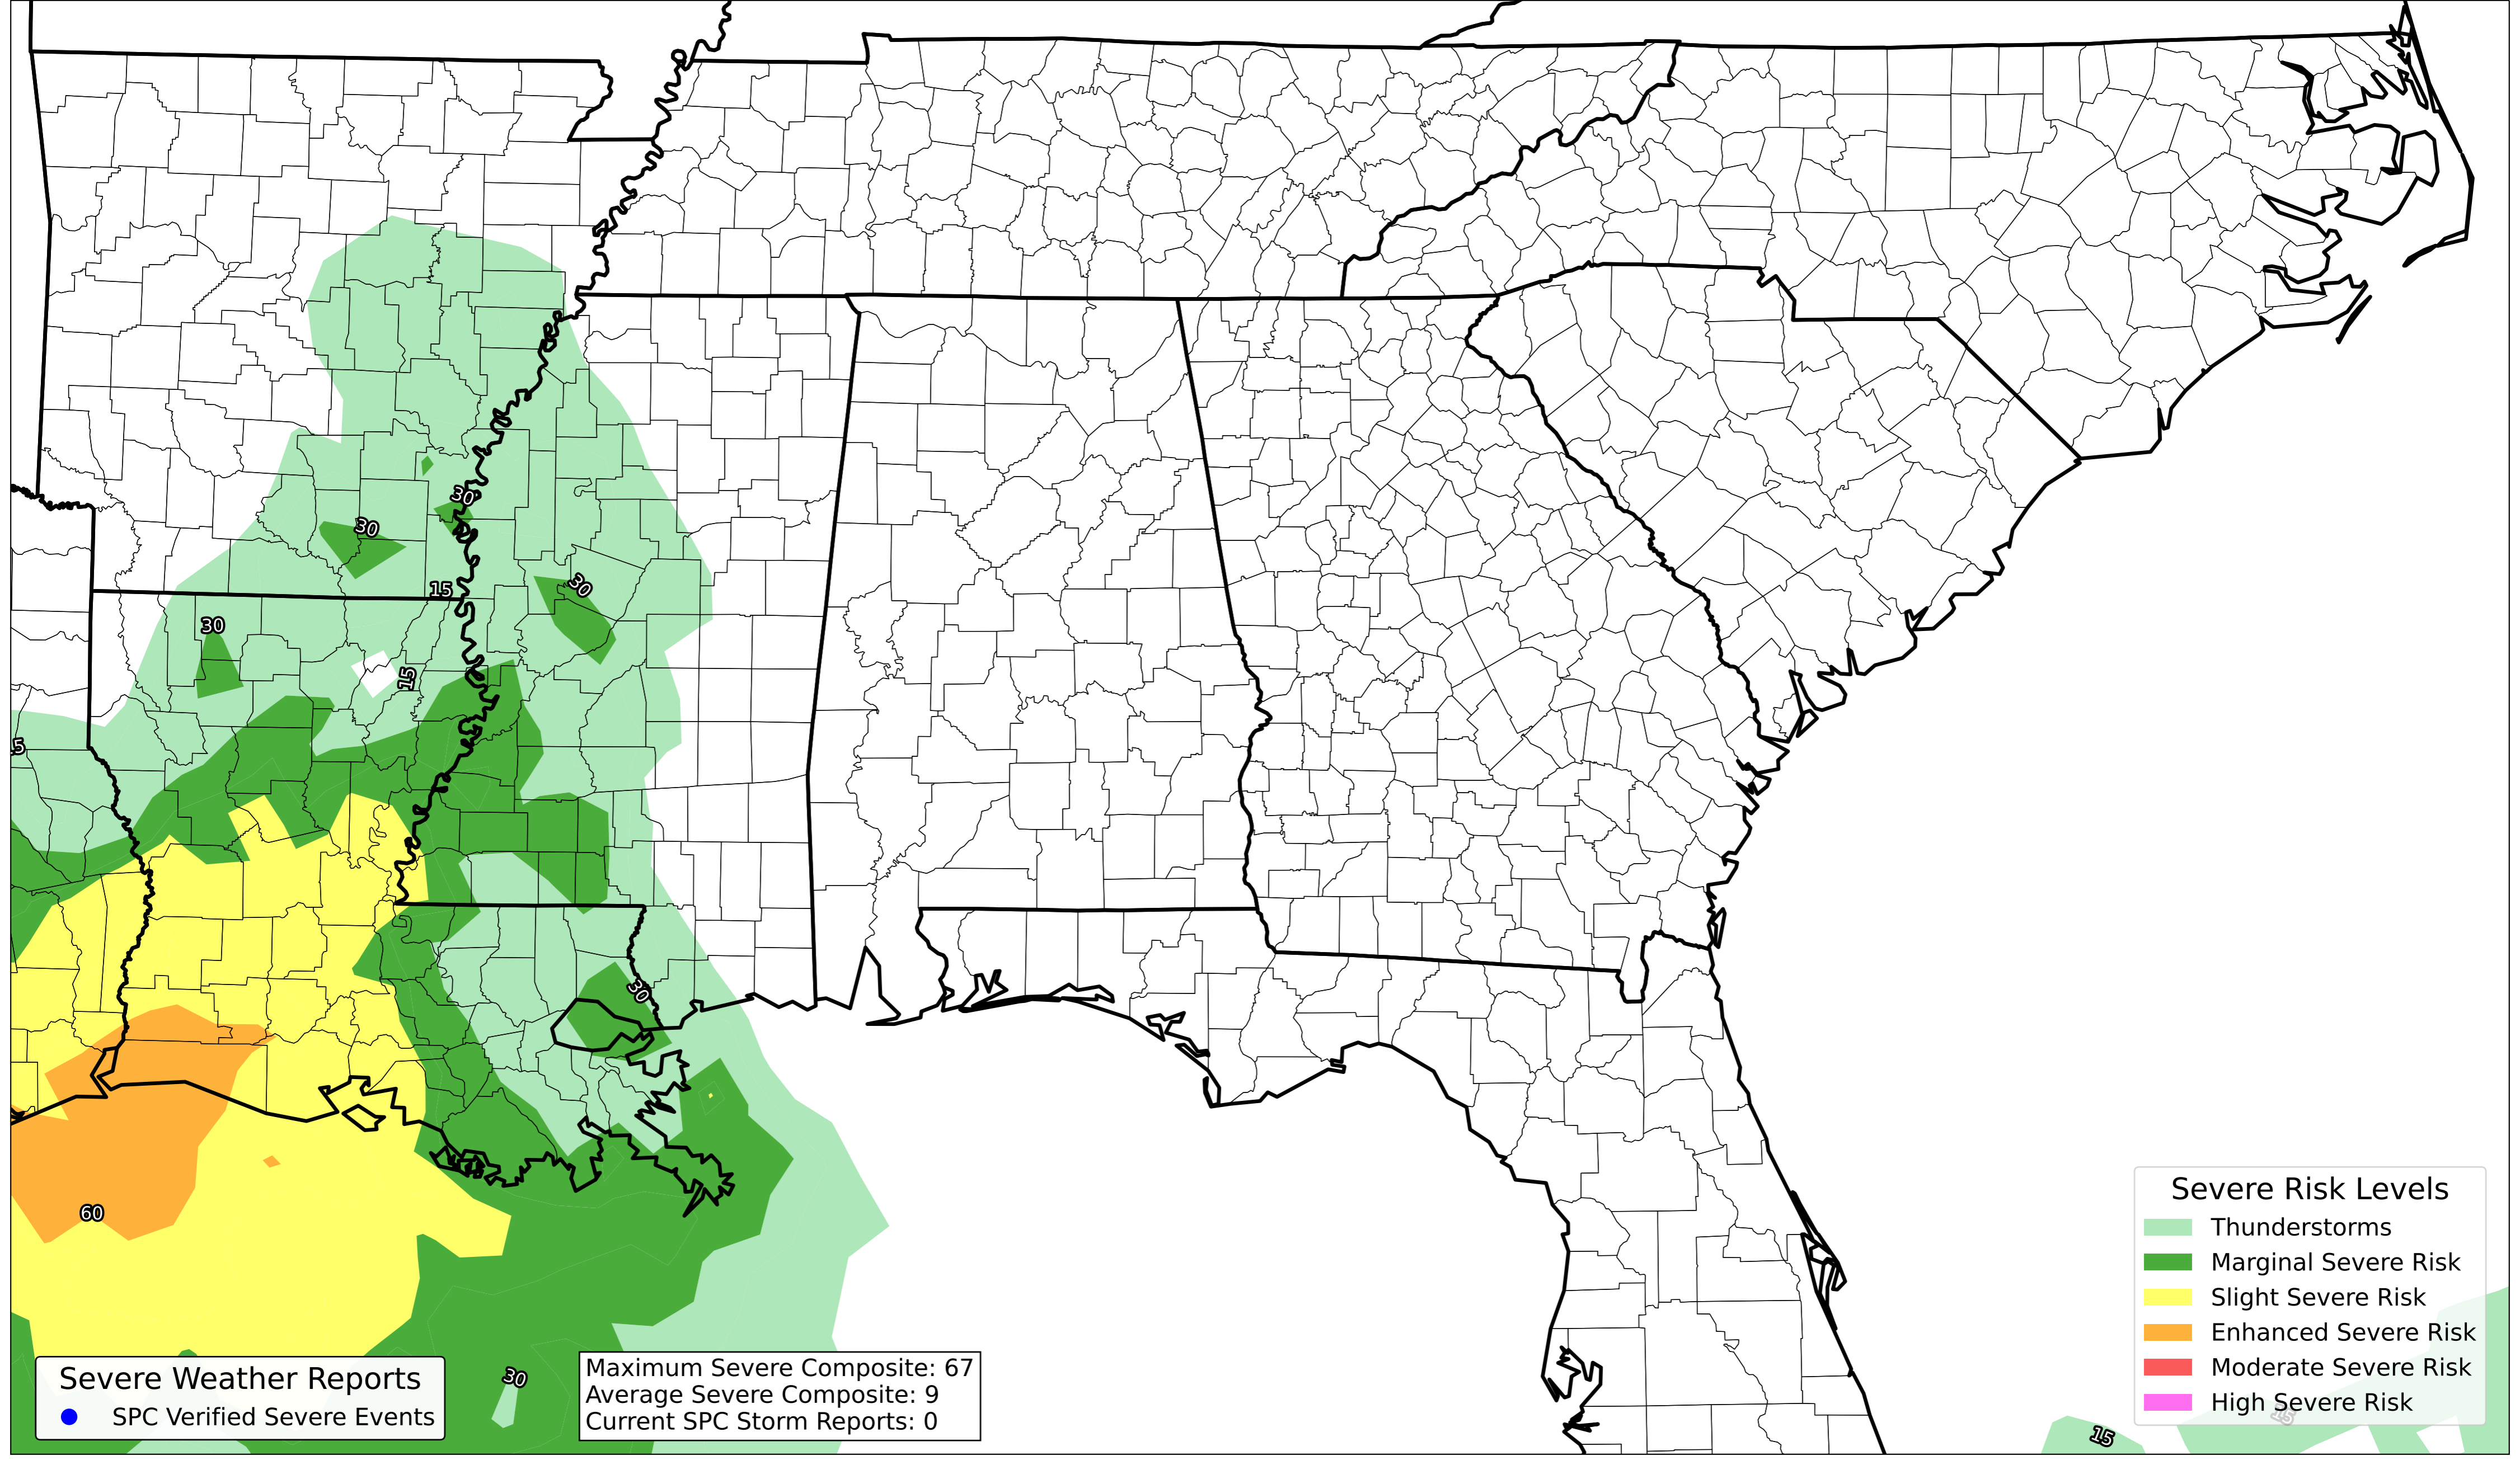 30
30
30
15
30
15
15
30
60
30
Severe Weather Reports
SPC Verified Severe Events
Maximum Severe Composite: 67
Average Severe Composite: 9
Current SPC Storm Reports: 0
Severe Risk Levels
Thunderstorms
Marginal Severe Risk
Slight Severe Risk
Enhanced Severe Risk
Moderate Severe Risk
High Severe Risk
15
15